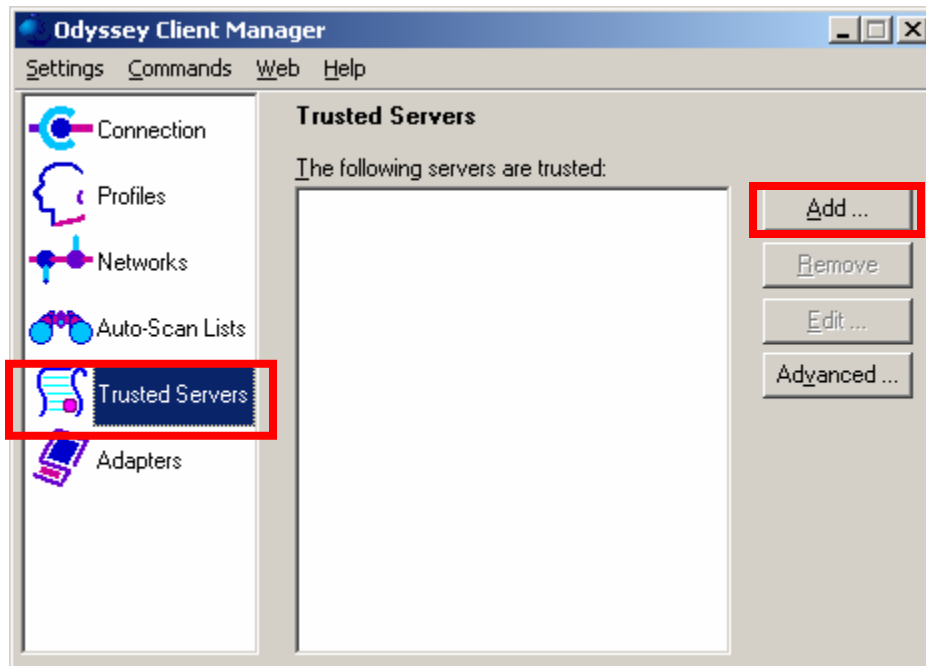 Odyssey Client Manager
Settings Commands Web Help
Connection
Profiles
Networks
Auto-Scan Lists
Trusted Servers
Adapters
Trusted Servers
The following servers are trusted:
Add ...
Remove
Edit ...
Advanced ...